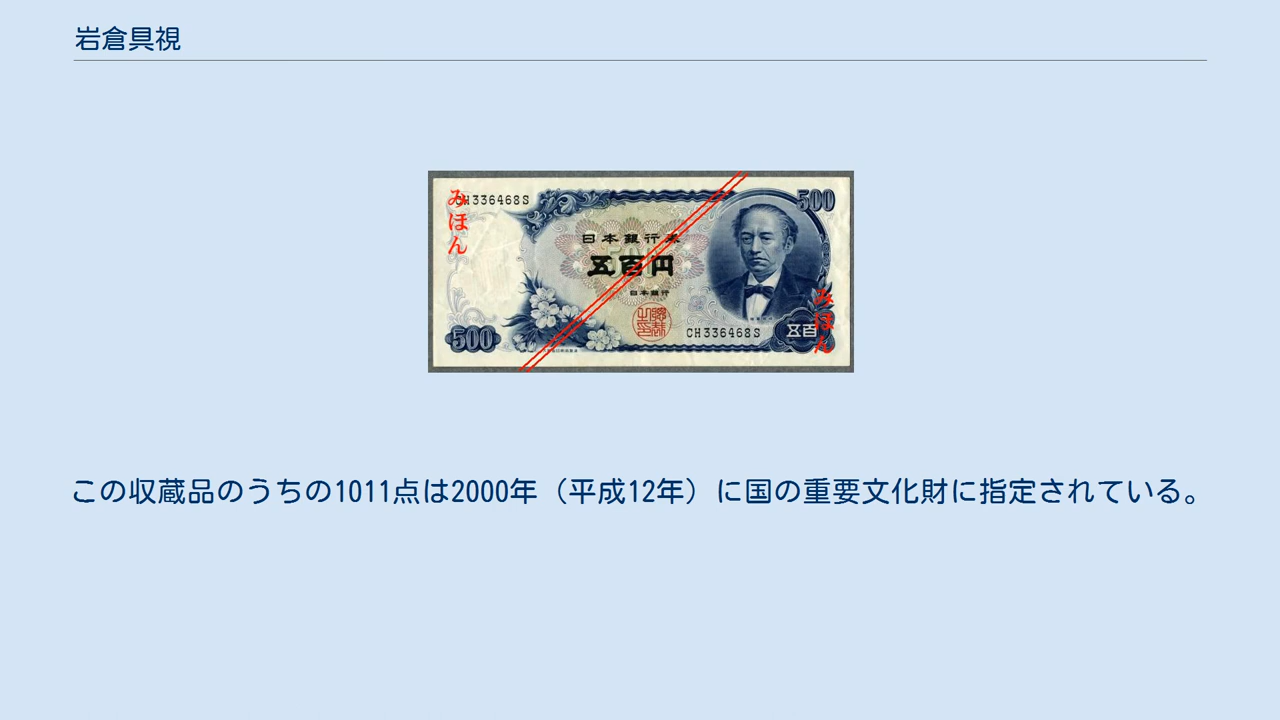 岩倉具視
みほん
CH336468S
500
日本銀行券
五百円
日本銀行
500
CH336468S
五百
みほん
この収蔵品のうちの1011点は2000年（平成12年）に国の重要文化財に指定されている。